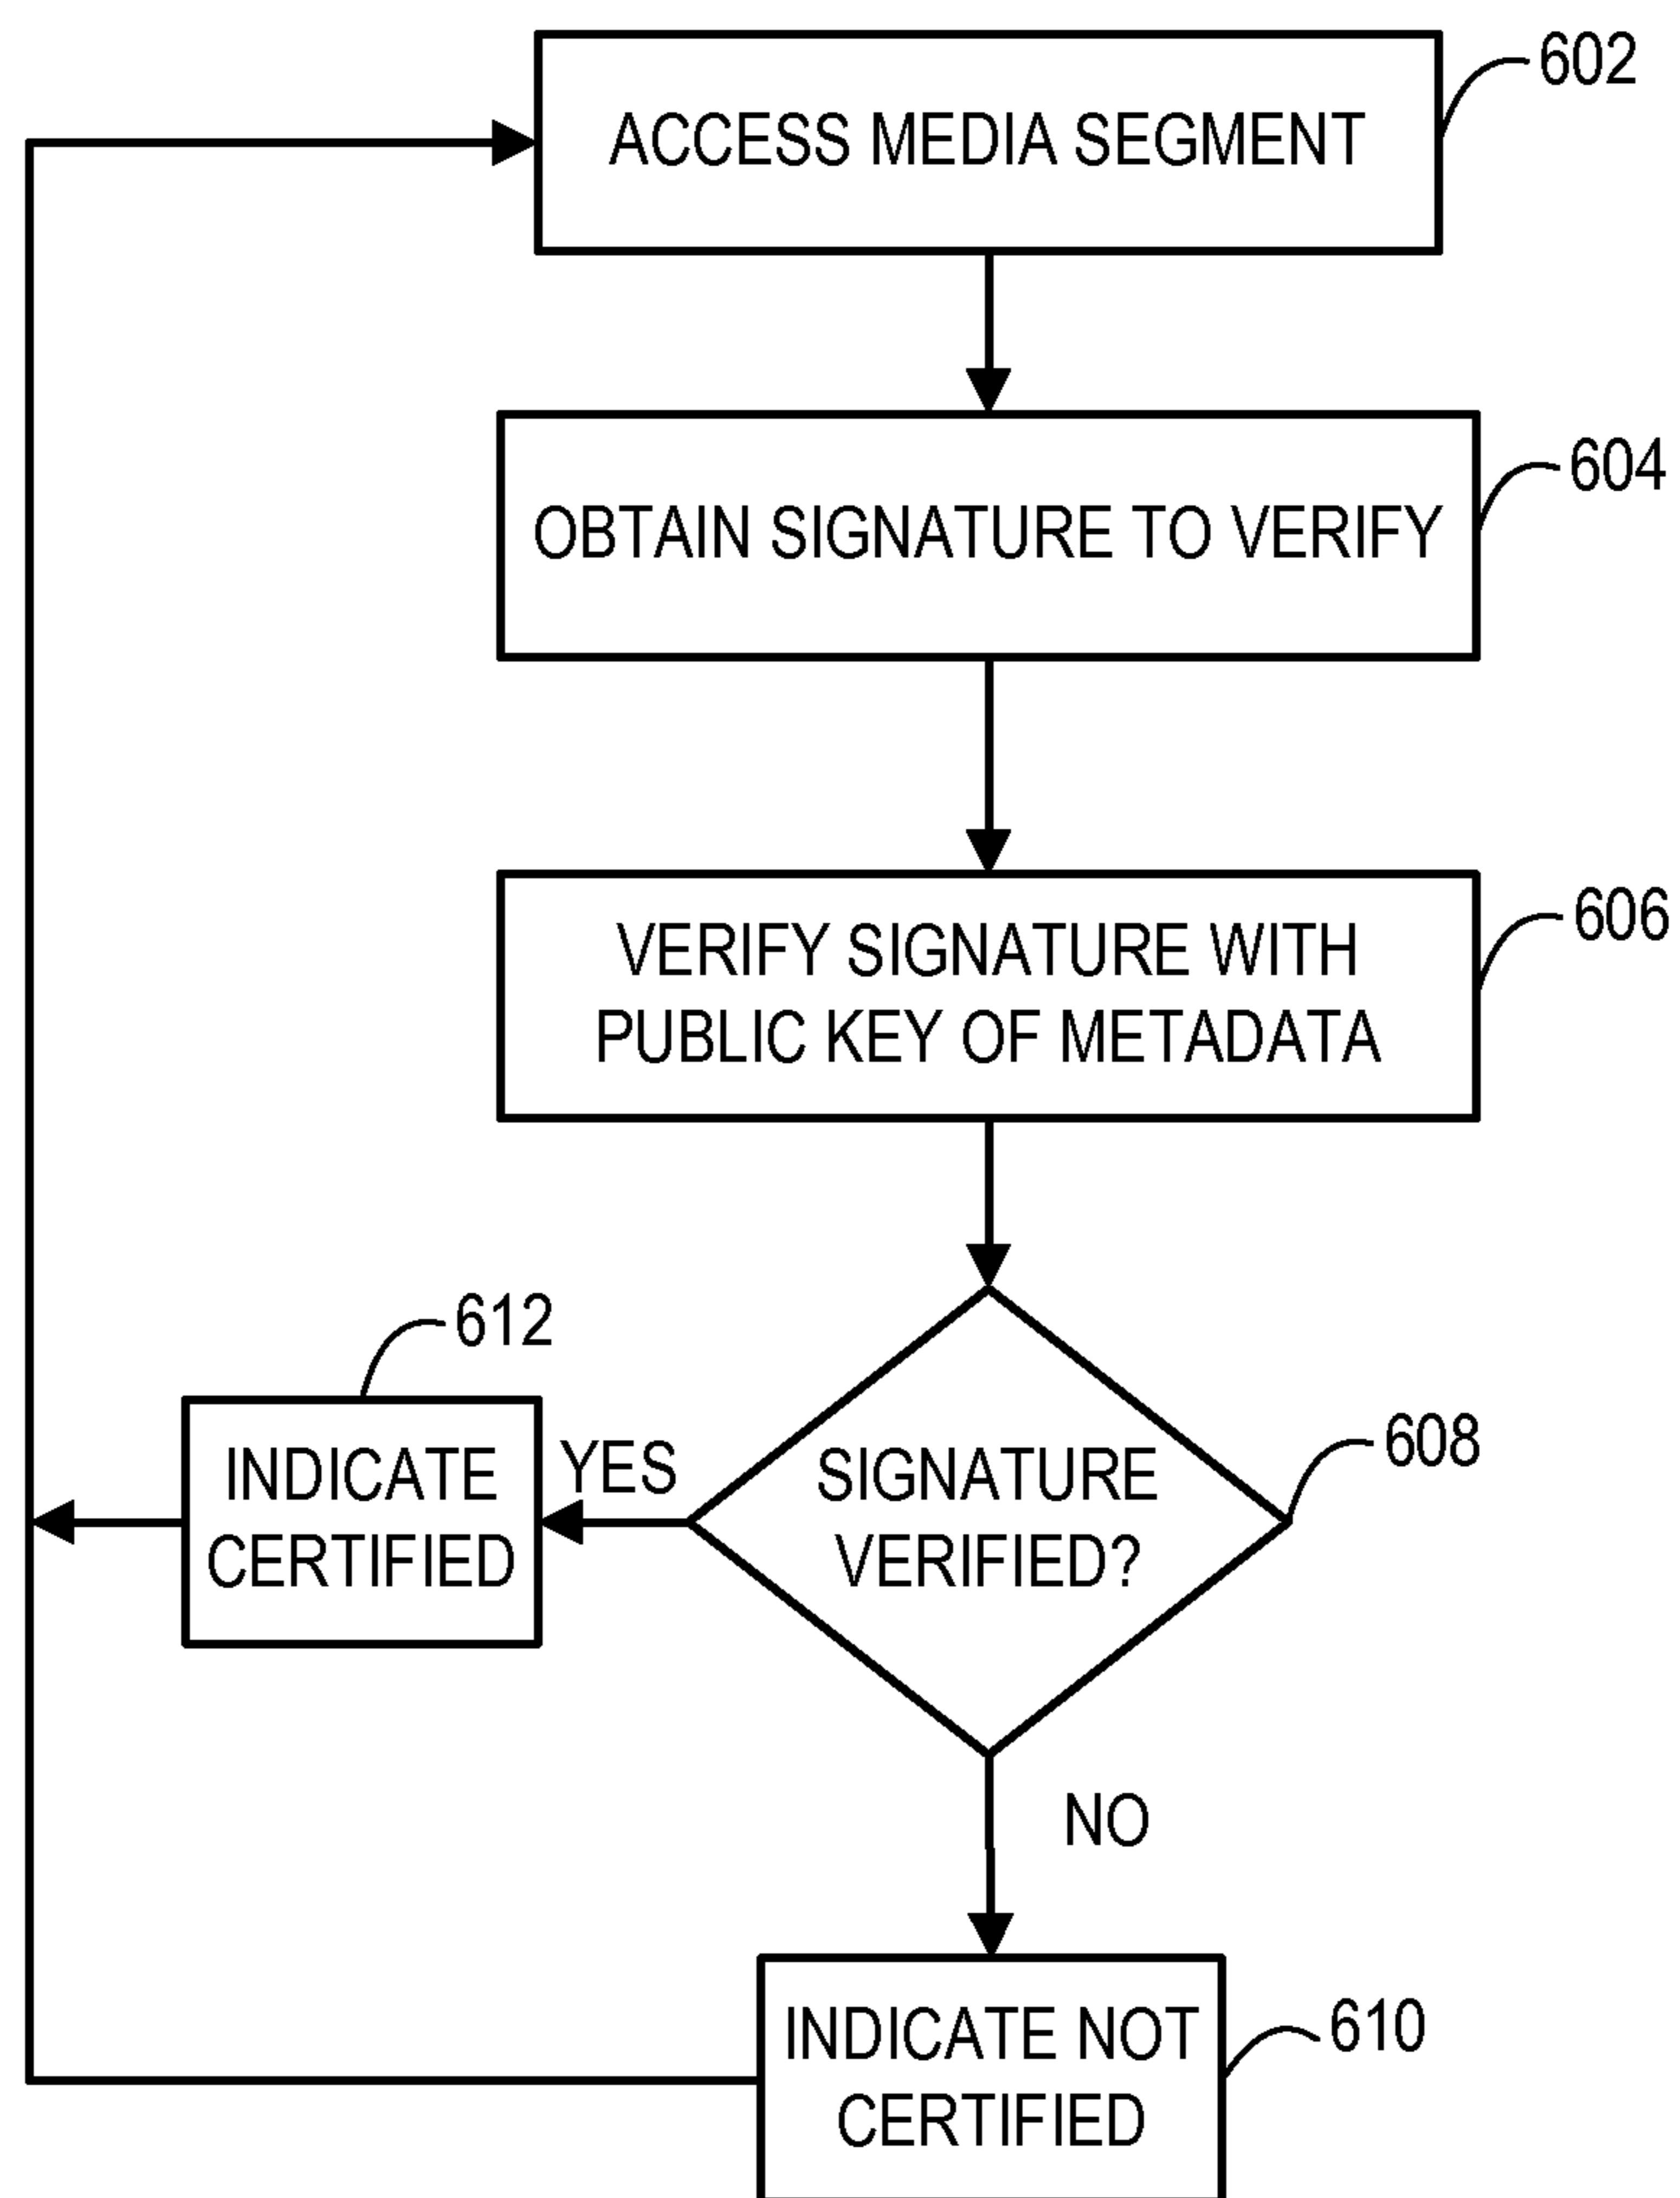 602
ACCESS MEDIA SEGMENT
604
OBTAIN SIGNATURE TO VERIFY
606
VERIFY SIGNATURE WITH
PUBLIC KEY OF METADATA
612
INDICATE
CERTIFIED
YES
608
SIGNATURE
VERIFIED?
NO
610
INDICATE NOT
CERTIFIED